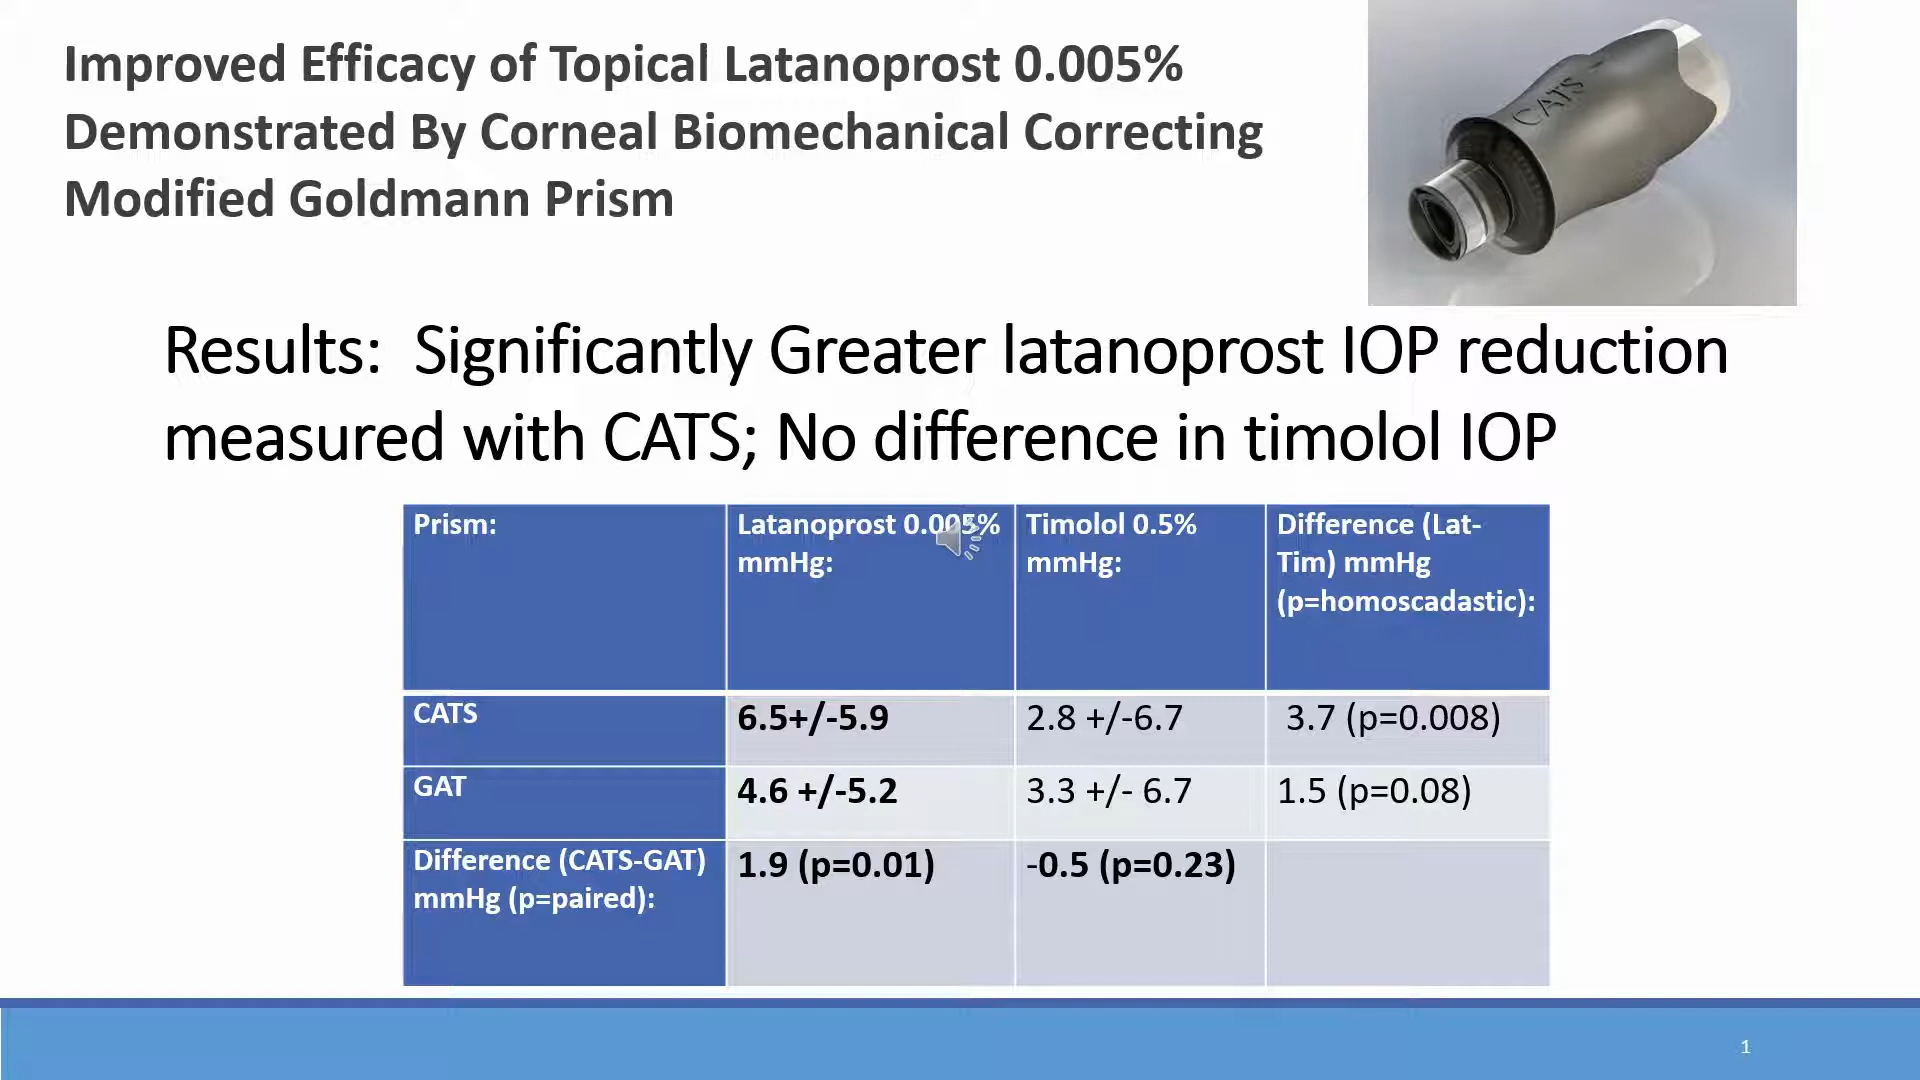 Improved Efficacy of Topical Latanoprost 0.005%
Demonstrated By Corneal Biomechanical Correcting
Modified Goldmann Prism
CATS
Results:  Significantly Greater latanoprost IOP reduction
measured with CATS; No difference in timolol IOP
Prism:
Latanoprost 0.005%
mmHg:
Timolol 0.5%
mmHg:
Difference (Lat-
Tim) mmHg
(p=homoscadastic):
CATS
6.5+/-5.9
2.8 +/-6.7
3.7 (p=0.008)
GAT
4.6 +/-5.2
3.3 +/- 6.7
1.5 (p=0.08)
Difference (CATS-GAT)
mmHg (p=paired):
1.9 (p=0.01)
-0.5 (p=0.23)
1